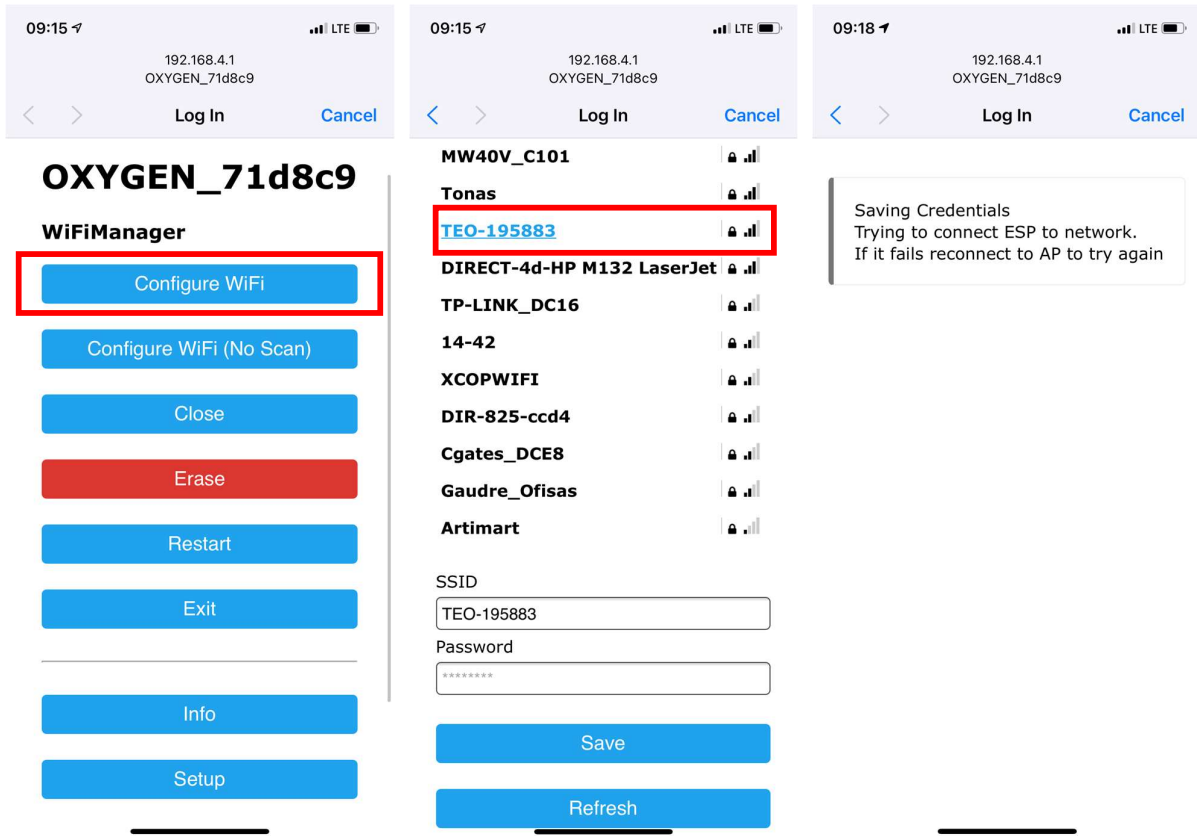 09:15
LTE
192.168.4.1
OXYGEN_71d8c9
Log In
Cancel
OXYGEN_71d8c9
WiFiManager
Configure WiFi
Configure WiFi (No Scan)
Close
Erase
Restart
Exit
Info
Setup
09:15
LTE
192.168.4.1
OXYGEN_71d8c9
Log In
Cancel
MW40V_C101
Tonas
TEO-195883
DIRECT-4d-HP M132 LaserJet
TP-LINK_DC16
14-42
XCOPWIFI
DIR-825-ccd4
Cgates_DCE8
Gaudre_Ofisas
Artimart
SSID
TEO-195883
Password
********
Save
Refresh
09:18
LTE
192.168.4.1
OXYGEN_71d8c9
Log In
Cancel
Saving Credentials
Trying to connect ESP to network.
If it fails reconnect to AP to try again